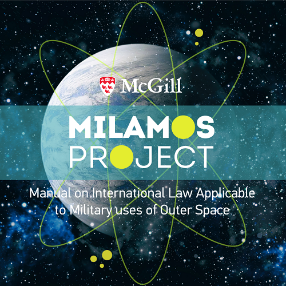 McGill
MILAMOS
PROJECT
Manual on International Law Applicable
to Military uses of Outer Space